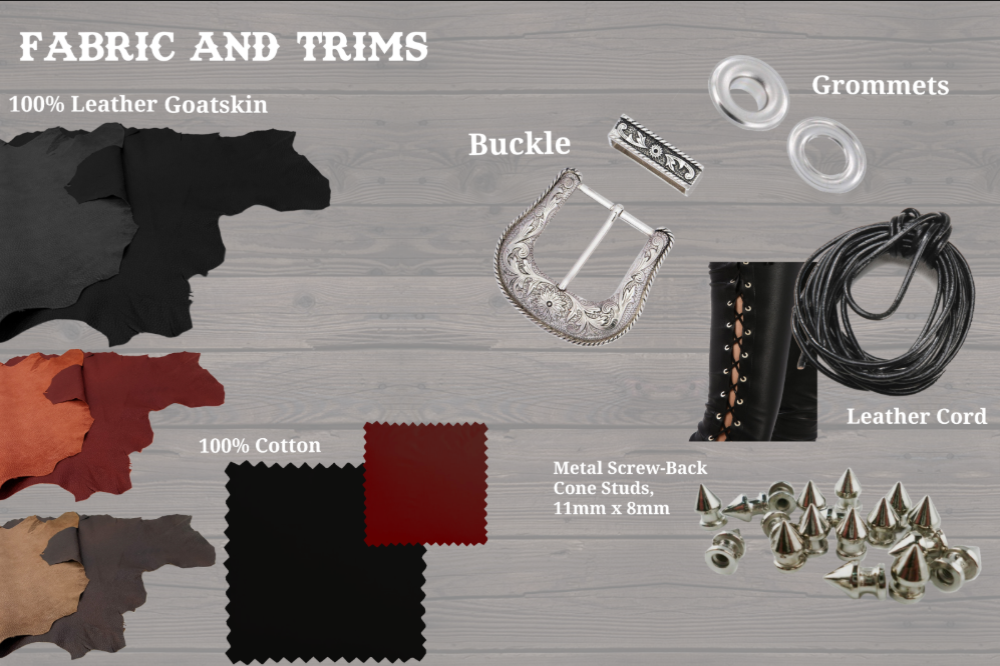 FABRIC AND TRIMS
100% Leather Goatskin
Buckle
Grommets
Leather Cord
100% Cotton
Metal Screw-Back
Cone Studs,
11mm x 8mm